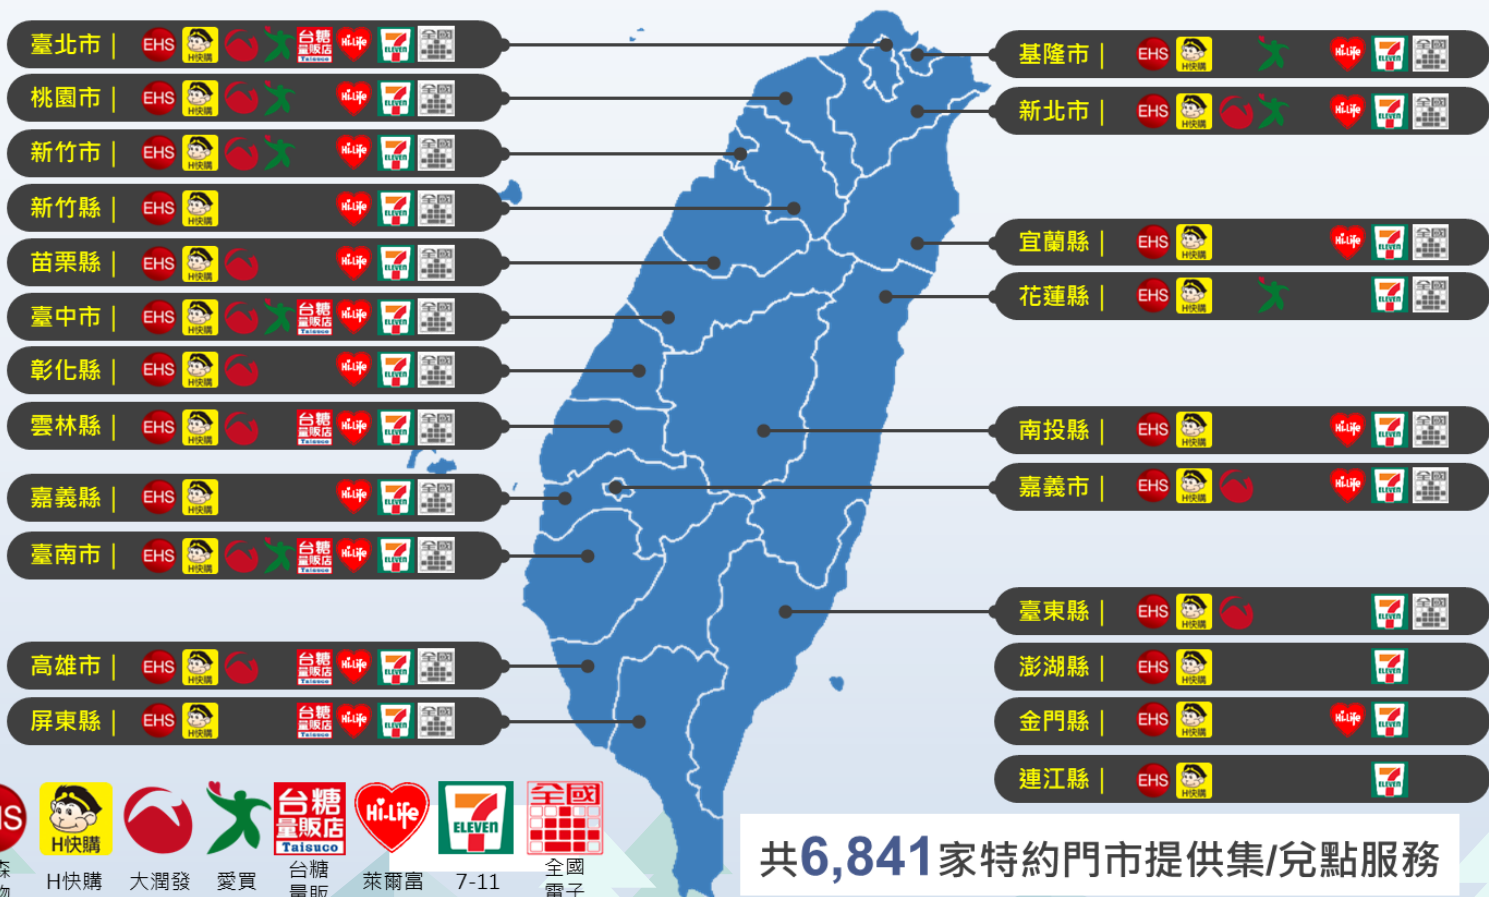 臺北市| EHS H快購 台糖量販店 Taisuco Hi-Life 7 ELEVEN 全國
桃園市| EHS H快購 Hi-Life 7 ELEVEN 全國
新竹市| EHS H快購 Hi-Life 7 ELEVEN 全國
新竹縣| EHS H快購 Hi-Life 7 ELEVEN 全國
苗栗縣| EHS H快購 Hi-Life 7 ELEVEN 全國
臺中市| EHS H快購 台糖量販店 Taisuco Hi-Life 7 ELEVEN 全國
彰化縣| EHS H快購 Hi-Life 7 ELEVEN 全國
雲林縣| EHS H快購 台糖量販店 Taisuco Hi-Life 7 ELEVEN 全國
嘉義縣| EHS H快購 Hi-Life 7 ELEVEN 全國
臺南市| EHS H快購 台糖量販店 Taisuco Hi-Life 7 ELEVEN 全國
高雄市| EHS H快購 台糖量販店 Taisuco Hi-Life 7 ELEVEN 全國
屏東縣| EHS H快購 台糖量販店 Taisuco Hi-Life 7 ELEVEN 全國
基隆市| EHS H快購 Hi-Life 7 ELEVEN 全國
新北市| EHS H快購 Hi-Life 7 ELEVEN 全國
宜蘭縣| EHS H快購 Hi-Life 7 ELEVEN 全國
花蓮縣| EHS H快購 7 ELEVEN 全國
南投縣| EHS H快購 Hi-Life 7 ELEVEN 全國
嘉義市| EHS H快購 Hi-Life 7 ELEVEN 全國
臺東縣| EHS H快購 7 ELEVEN 全國
澎湖縣| EHS H快購 7 ELEVEN
金門縣| EHS H快購 Hi-Life 7 ELEVEN
連江縣| EHS H快購 7 ELEVEN
H快購 台糖量販店 Taisuco Hi-Life 7 ELEVEN 全國
H快購 大潤發 愛買 台糖 萊爾富 7-11 全國
量販 電子
共6,841家特約門市提供集/兌點服務